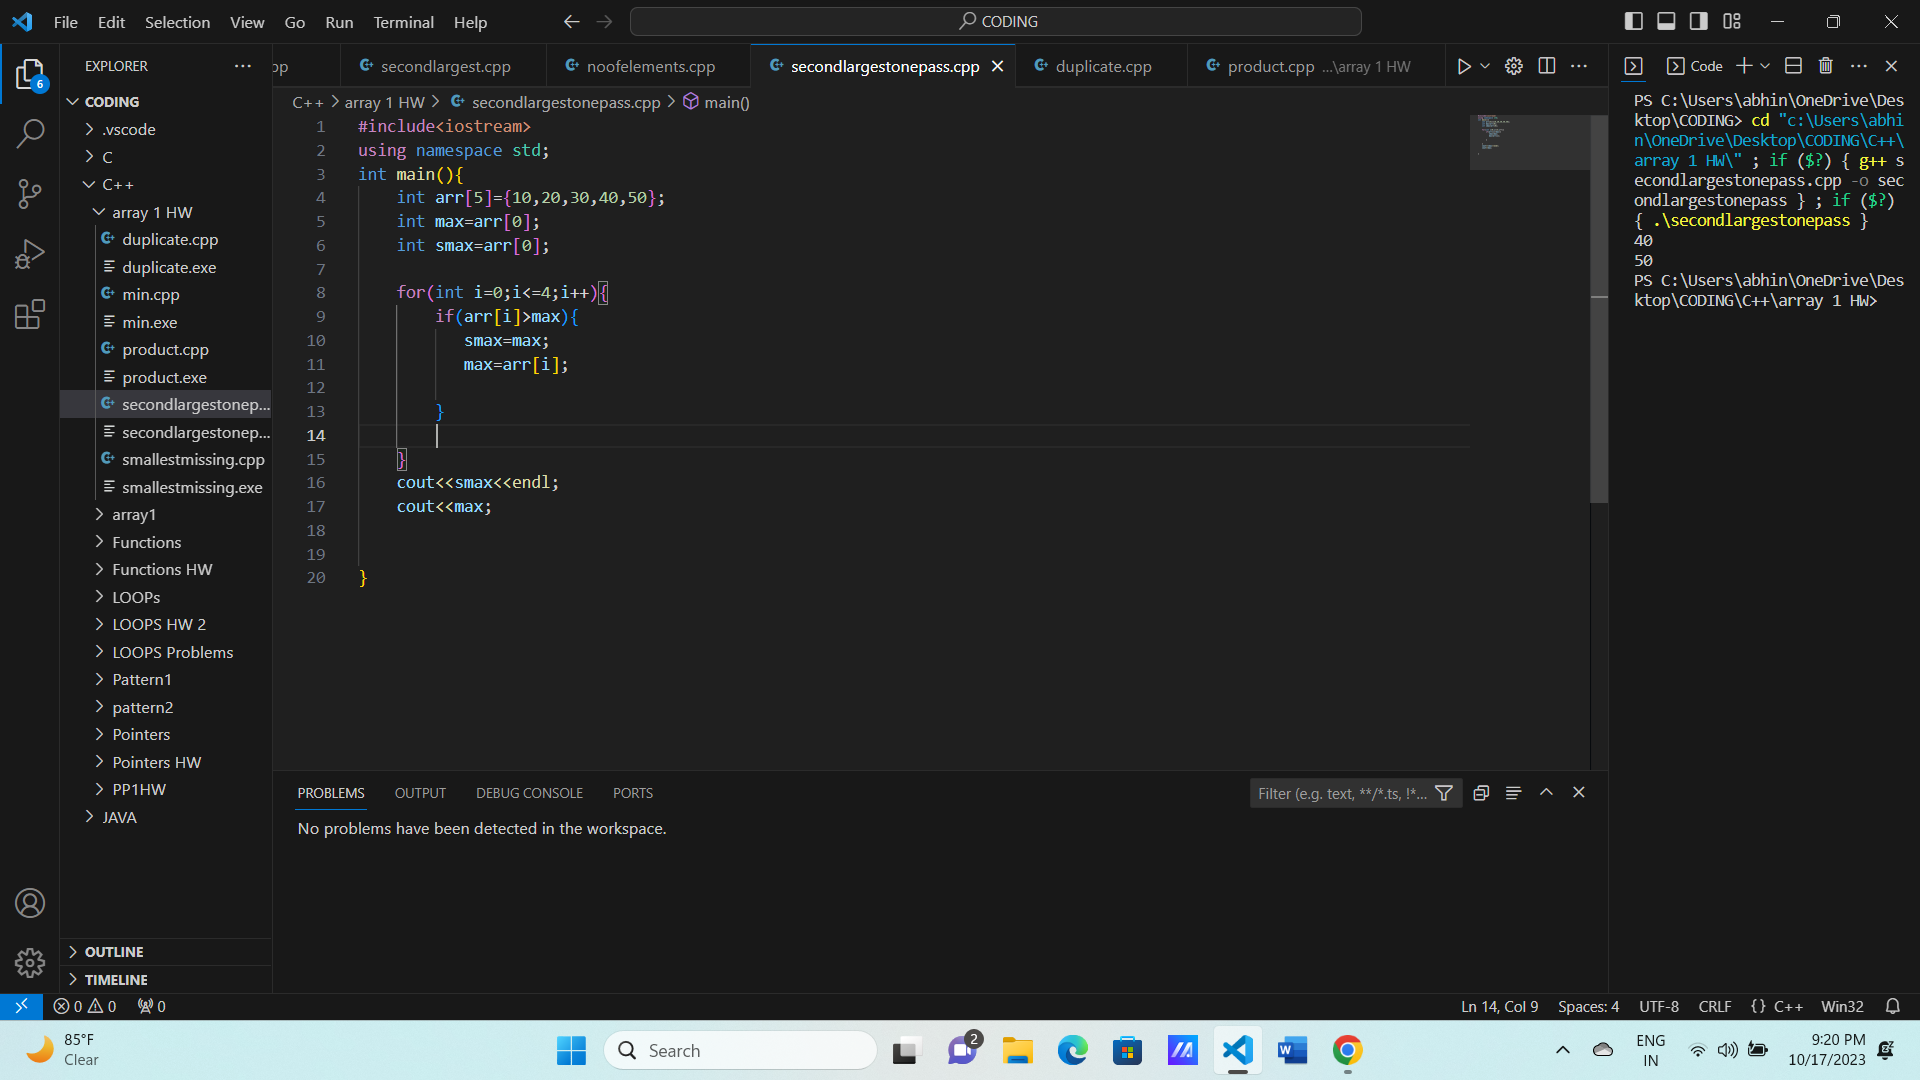 File Edit Selection View Go Run Terminal Help
CODING
EXPLORER
pp
secondlargest.cpp
noofelements.cpp
secondlargestonepass.cpp
duplicate.cpp
product.cpp ...\array 1 HW
Code
6
CODING
.vscode
C
C++
array 1 HW
duplicate.cpp
duplicate.exe
min.cpp
min.exe
product.cpp
product.exe
secondlargestonep...
secondlargestonep...
smallestmissing.cpp
smallestmissing.exe
array1
Functions
Functions HW
LOOPs
LOOPS HW 2
LOOPS Problems
Pattern1
pattern2
Pointers
Pointers HW
PP1HW
JAVA
OUTLINE
TIMELINE
C++ > array 1 HW > secondlargestonepass.cpp > main()
1 #include<iostream>
2 using namespace std;
3 int main(){
4 int arr[5]={10,20,30,40,50};
5 int max=arr[0];
6 int smax=arr[0];
7
8 for(int i=0;i<=4;i++){
9 if(arr[i]>max){
10 smax=max;
11 max=arr[i];
12
13 }
14
15 }
16 cout<<smax<<endl;
17 cout<<max;
18
19
20 }
PS C:\Users\abhin\OneDrive\Des
ktop\CODING> cd "c:\Users\abhi
n\OneDrive\Desktop\CODING\C++\
array 1 HW\" ; if ($?) { g++ s
econdlargestonepass.cpp -o sec
ondlargestonepass } ; if ($?)
{ .\secondlargestonepass }
40
50
PS C:\Users\abhin\OneDrive\Des
ktop\CODING\C++\array 1 HW>
PROBLEMS OUTPUT DEBUG CONSOLE PORTS
Filter (e.g. text, **/*.ts, !*...
No problems have been detected in the workspace.
0 0 0
Ln 14, Col 9 Spaces: 4 UTF-8 CRLF {} C++ Win32
85°F
Clear
Search
2
ENG
IN
9:20 PM
10/17/2023